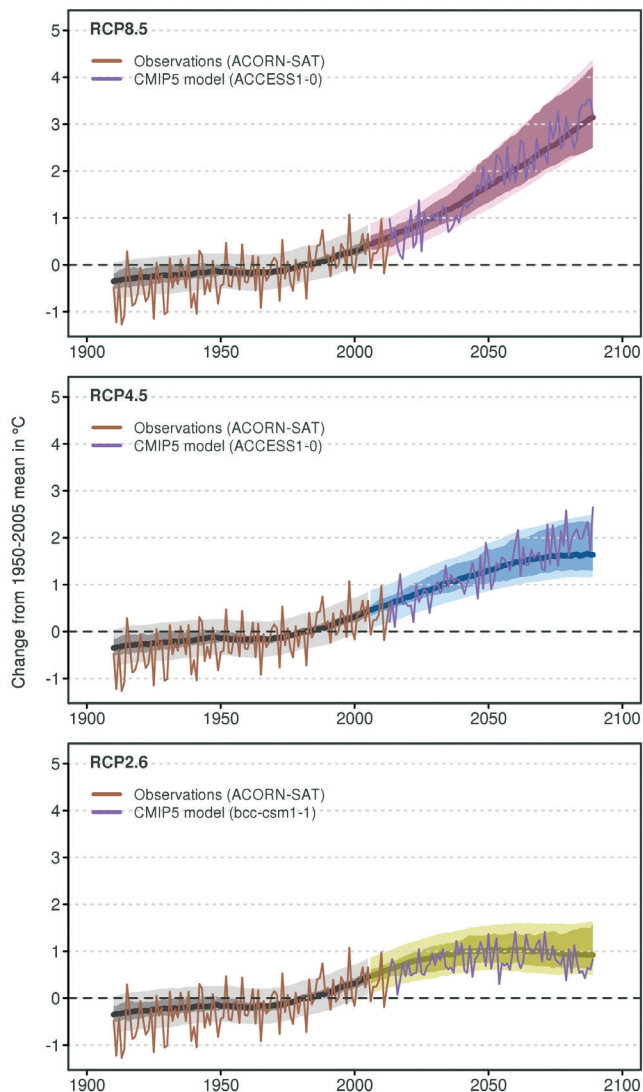 RCP8.5
Observations (ACORN-SAT)
CMIP5 model (ACCESS1-0)
5
4
3
2
1
0
-1
1900 1950 2000 2050 2100
Change from 1950-2005 mean in °C
RCP4.5
Observations (ACORN-SAT)
CMIP5 model (ACCESS1-0)
5
4
3
2
1
0
-1
1900 1950 2000 2050 2100
RCP2.6
Observations (ACORN-SAT)
CMIP5 model (bcc-csm1-1)
5
4
3
2
1
0
-1
1900 1950 2000 2050 2100